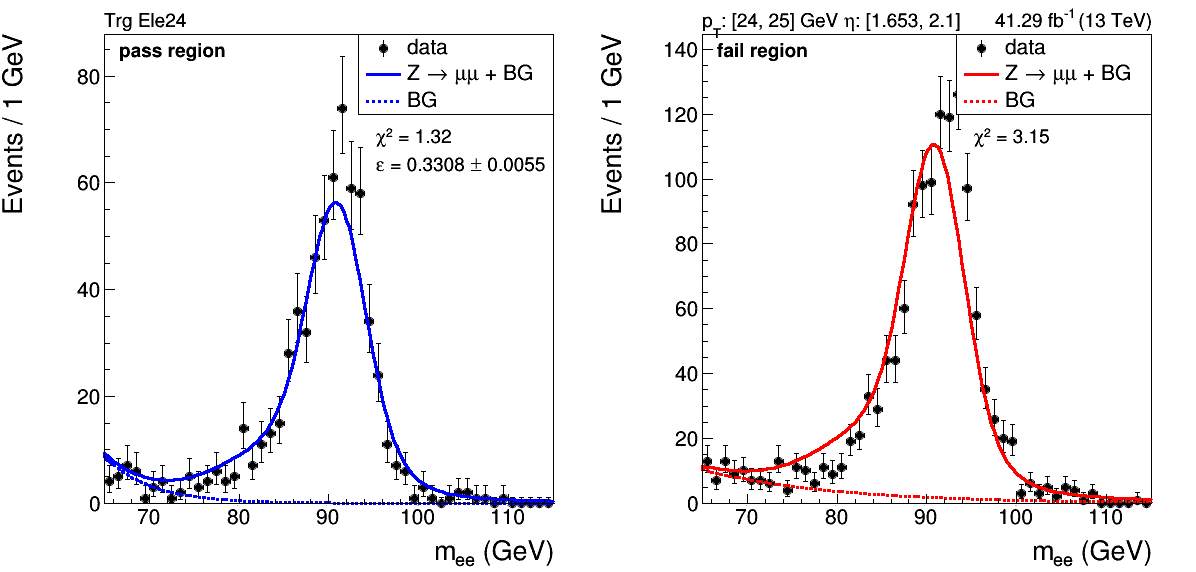 Trg Ele24
pass region
data
Z → μμ + BG
BG
χ² = 1.32
ε = 0.3308 ± 0.0055
Events / 1 GeV
80
60
40
20
0
70 80 90 100 110
m_ee (GeV)
p_T: [24, 25] GeV η: [1.653, 2.1] 41.29 fb⁻¹ (13 TeV)
fail region
data
Z → μμ + BG
BG
χ² = 3.15
Events / 1 GeV
140
120
100
80
60
40
20
0
70 80 90 100 110
m_ee (GeV)